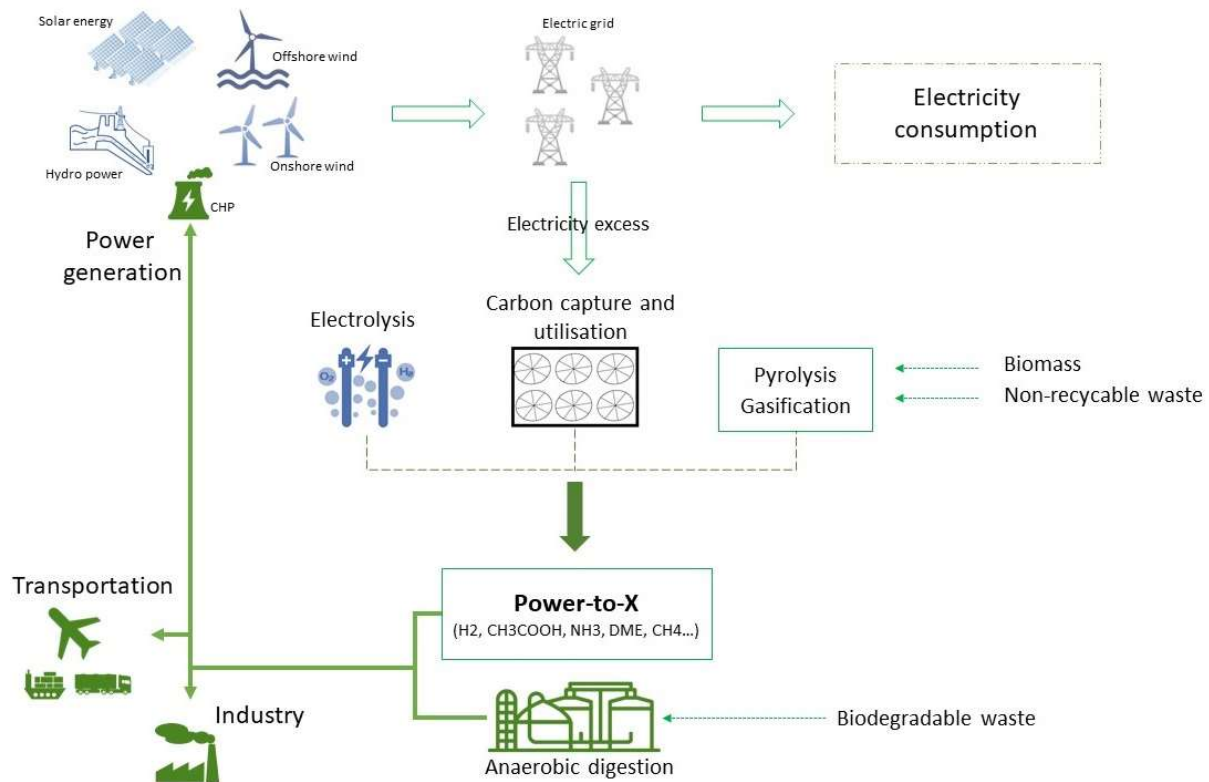 Solar energy
Offshore wind
Electric grid
Hydro power
Onshore wind
Electricity
consumption
CHP
Power
generation
Electricity excess
Electrolysis
Carbon capture and
utilisation
O₂
H₂
Pyrolysis
Gasification
Biomass
Non-recycable waste
Transportation
Power-to-X
(H2, CH3COOH, NH3, DME, CH4...)
Industry
Biodegradable waste
Anaerobic digestion